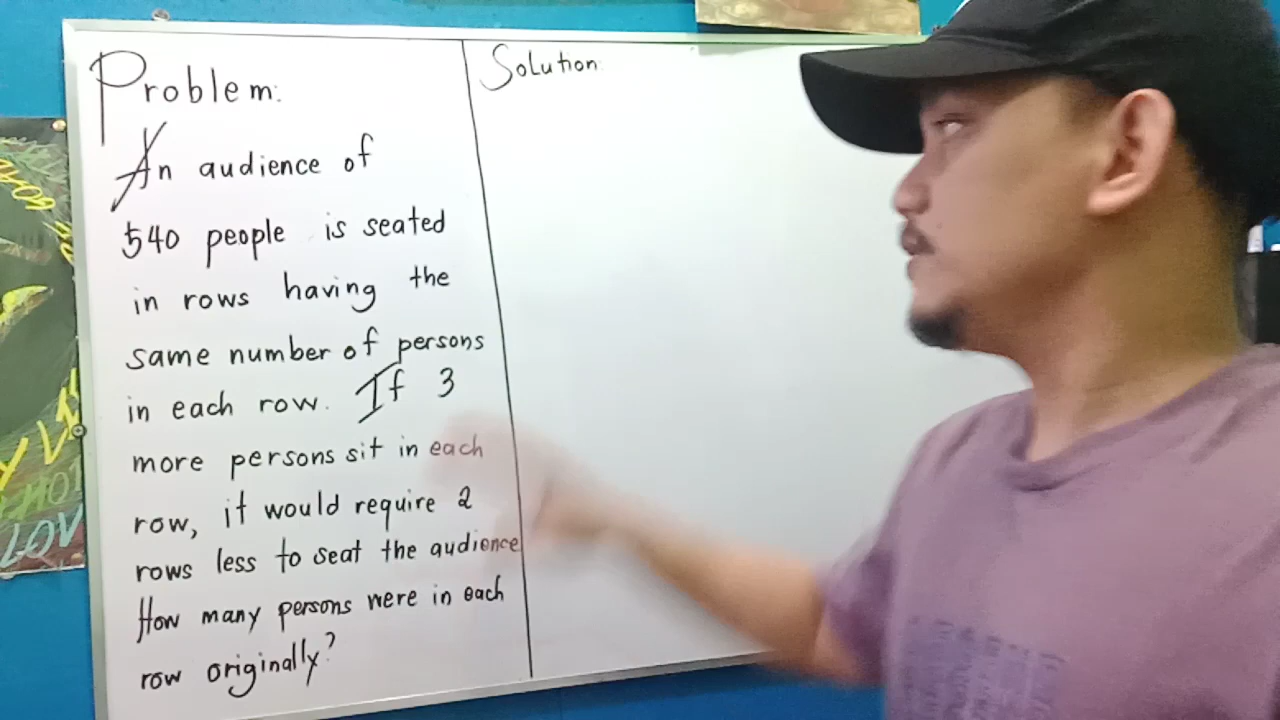 Problem:
An audience of
540 people is seated
in rows having the
same number of persons
in each row. If 3
more persons sit in each
row, it would require 2
rows less to seat the audience
How many persons were in each
row originally?
Solution: